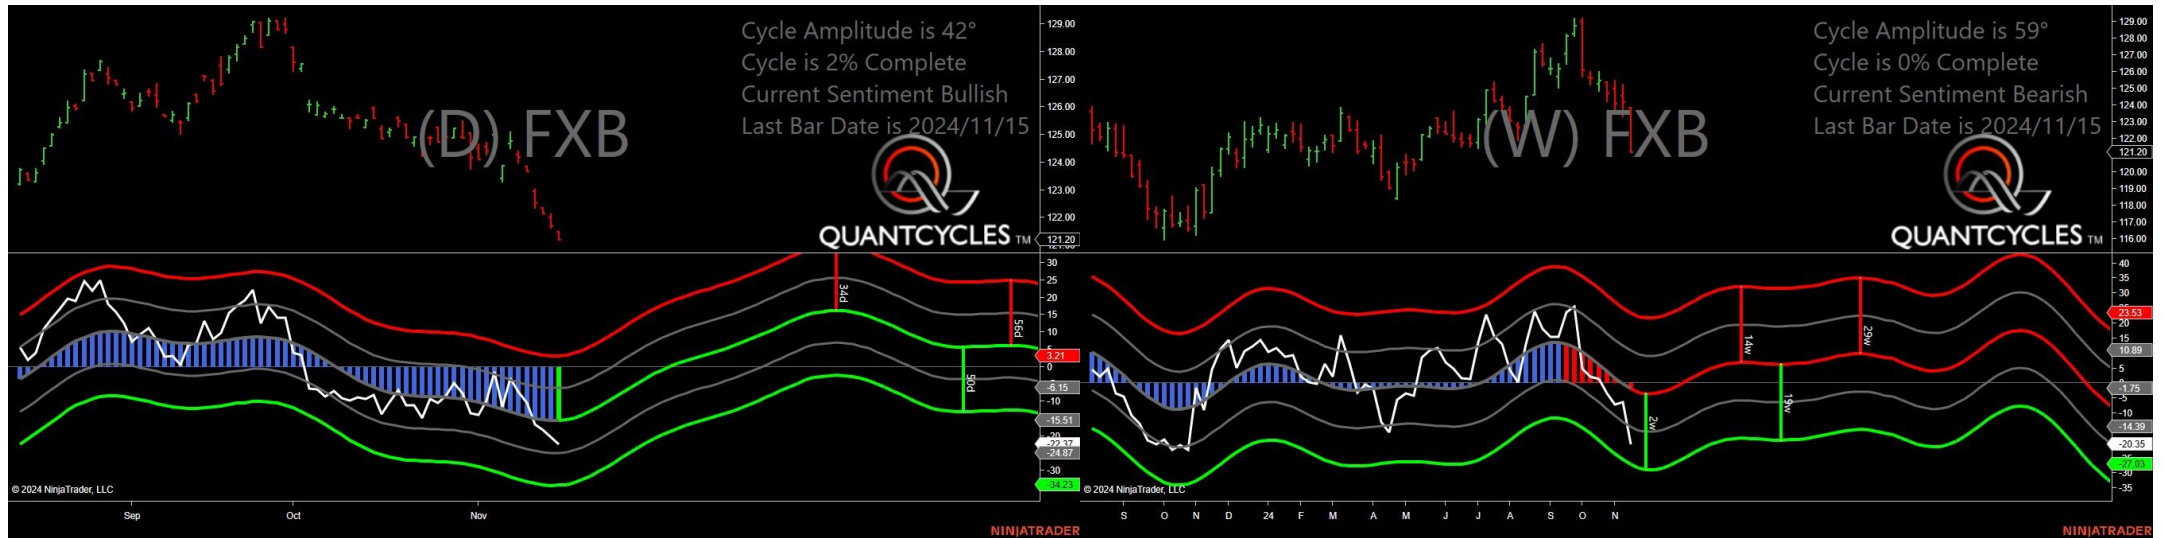 Cycle Amplitude is 42°
Cycle is 2% Complete
Current Sentiment Bullish
Last Bar Date is 2024/11/15
(D) FXB
QUANTCYCLES TM
129.00
128.00
127.00
126.00
125.00
124.00
123.00
122.00
121.20
34d
56d
50d
30
25
20
15
10
5
3.21
0
-6.15
-10
-15.51
-22.37
-24.87
-30
-34.23
© 2024 NinjaTrader, LLC
Sep Oct Nov
NINJATRADER
Cycle Amplitude is 59°
Cycle is 0% Complete
Current Sentiment Bearish
Last Bar Date is 2024/11/15
(W) FXB
QUANTCYCLES TM
129.00
128.00
127.00
126.00
125.00
124.00
123.00
122.00
121.20
120.00
119.00
118.00
117.00
116.00
14w
29w
2w
19w
40
35
30
23.53
20
15
10.89
5
0
-1.75
-5
-10
-14.39
-20.35
-27.03
-30
-35
© 2024 NinjaTrader, LLC
S O N D 24 F M A M J J A S O N
NINJATRADER